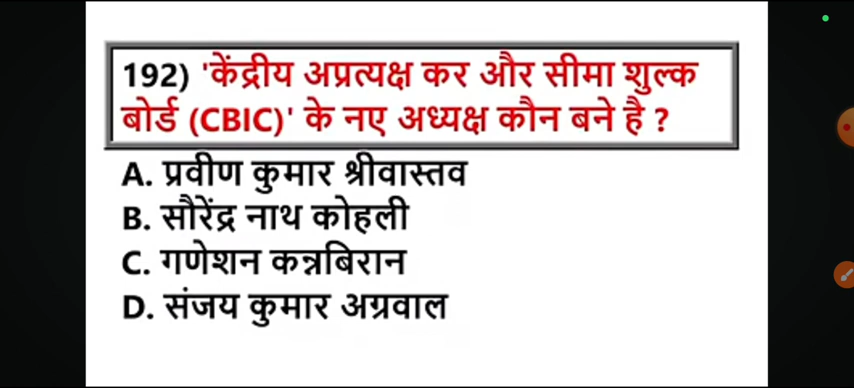 192) 'केंद्रीय अप्रत्यक्ष कर और सीमा शुल्क
बोर्ड (CBIC)' के नए अध्यक्ष कौन बने है ?
A. प्रवीण कुमार श्रीवास्तव
B. सौरेंद्र नाथ कोहली
C. गणेशन कन्नबिरान
D. संजय कुमार अग्रवाल